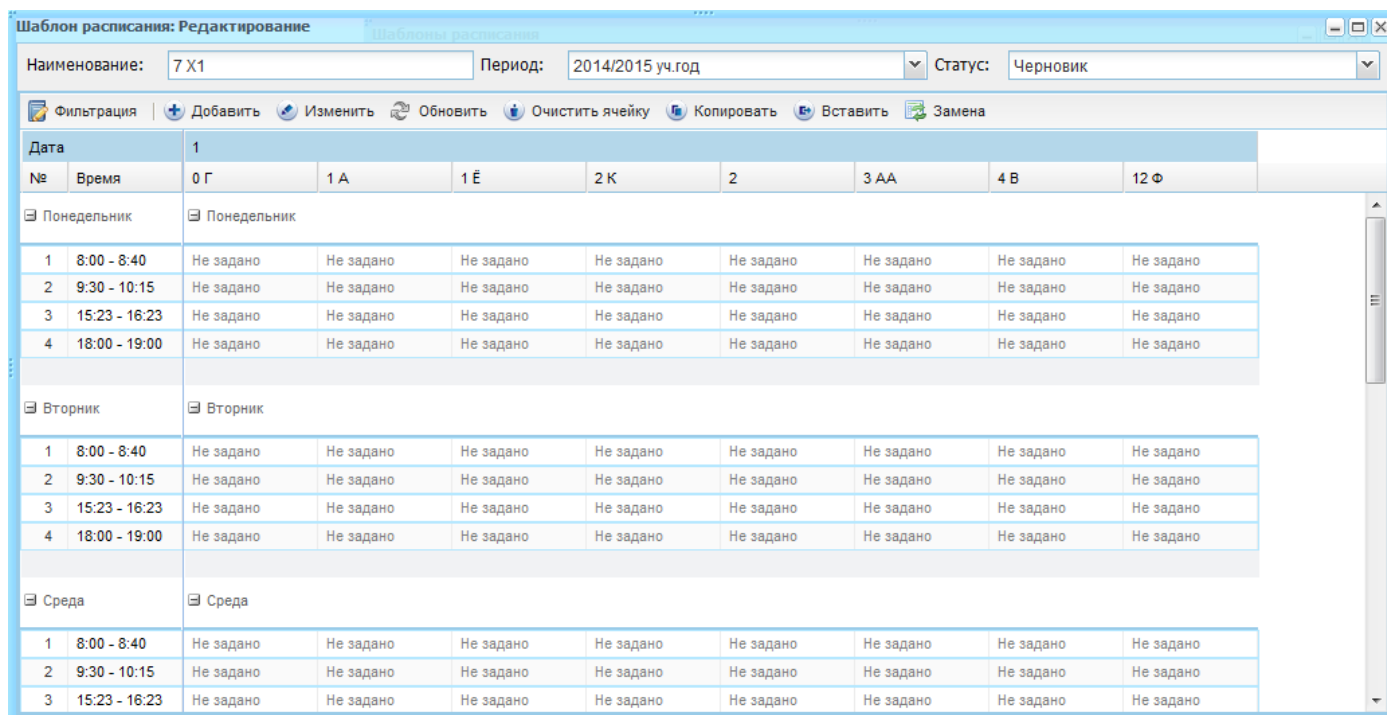 Шаблон расписания: Редактирование
Шаблоны расписания
Наименование: 7 X1 Период: 2014/2015 уч.год Статус: Черновик
Фильтрация Добавить Изменить Обновить Очистить ячейку Копировать Вставить Замена
Дата 1
№ Время 0 Г 1 А 1 Ё 2 К 2 3 АА 4 В 12 Ф
Понедельник Понедельник
1 8:00 - 8:40 Не задано Не задано Не задано Не задано Не задано Не задано Не задано Не задано
2 9:30 - 10:15 Не задано Не задано Не задано Не задано Не задано Не задано Не задано Не задано
3 15:23 - 16:23 Не задано Не задано Не задано Не задано Не задано Не задано Не задано Не задано
4 18:00 - 19:00 Не задано Не задано Не задано Не задано Не задано Не задано Не задано Не задано
Вторник Вторник
1 8:00 - 8:40 Не задано Не задано Не задано Не задано Не задано Не задано Не задано Не задано
2 9:30 - 10:15 Не задано Не задано Не задано Не задано Не задано Не задано Не задано Не задано
3 15:23 - 16:23 Не задано Не задано Не задано Не задано Не задано Не задано Не задано Не задано
4 18:00 - 19:00 Не задано Не задано Не задано Не задано Не задано Не задано Не задано Не задано
Среда Среда
1 8:00 - 8:40 Не задано Не задано Не задано Не задано Не задано Не задано Не задано Не задано
2 9:30 - 10:15 Не задано Не задано Не задано Не задано Не задано Не задано Не задано Не задано
3 15:23 - 16:23 Не задано Не задано Не задано Не задано Не задано Не задано Не задано Не задано